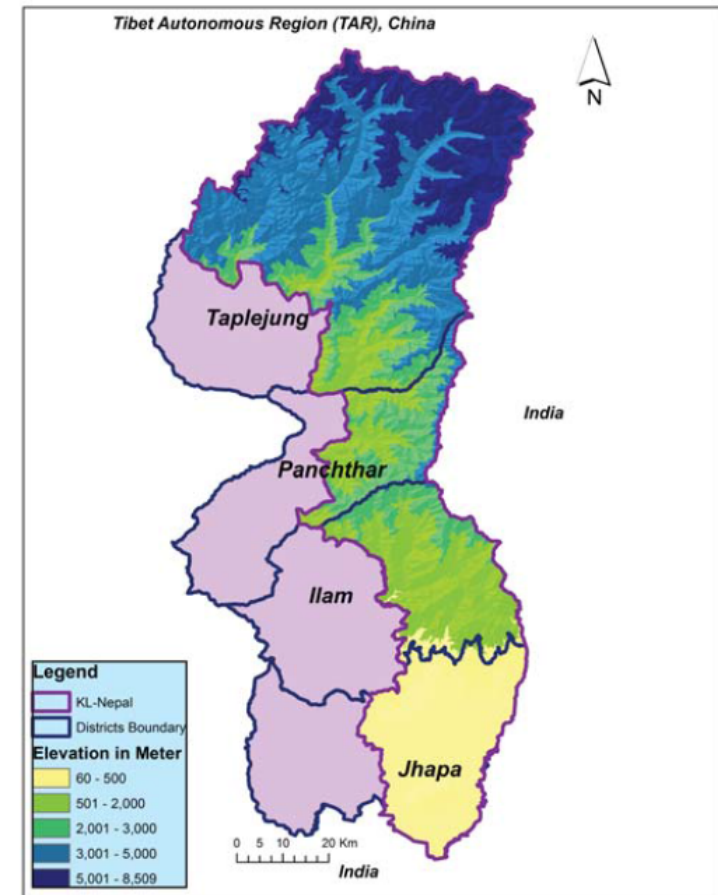 Tibet Autonomous Region (TAR), China
N
Taplejung
India
Panchthar
Ilam
Legend
KL-Nepal
Districts Boundary
Elevation in Meter
60 - 500
501 - 2,000
2,001 - 3,000
3,001 - 5,000
5,001 - 8,509
Jhapa
0 5 10 20 Km
India